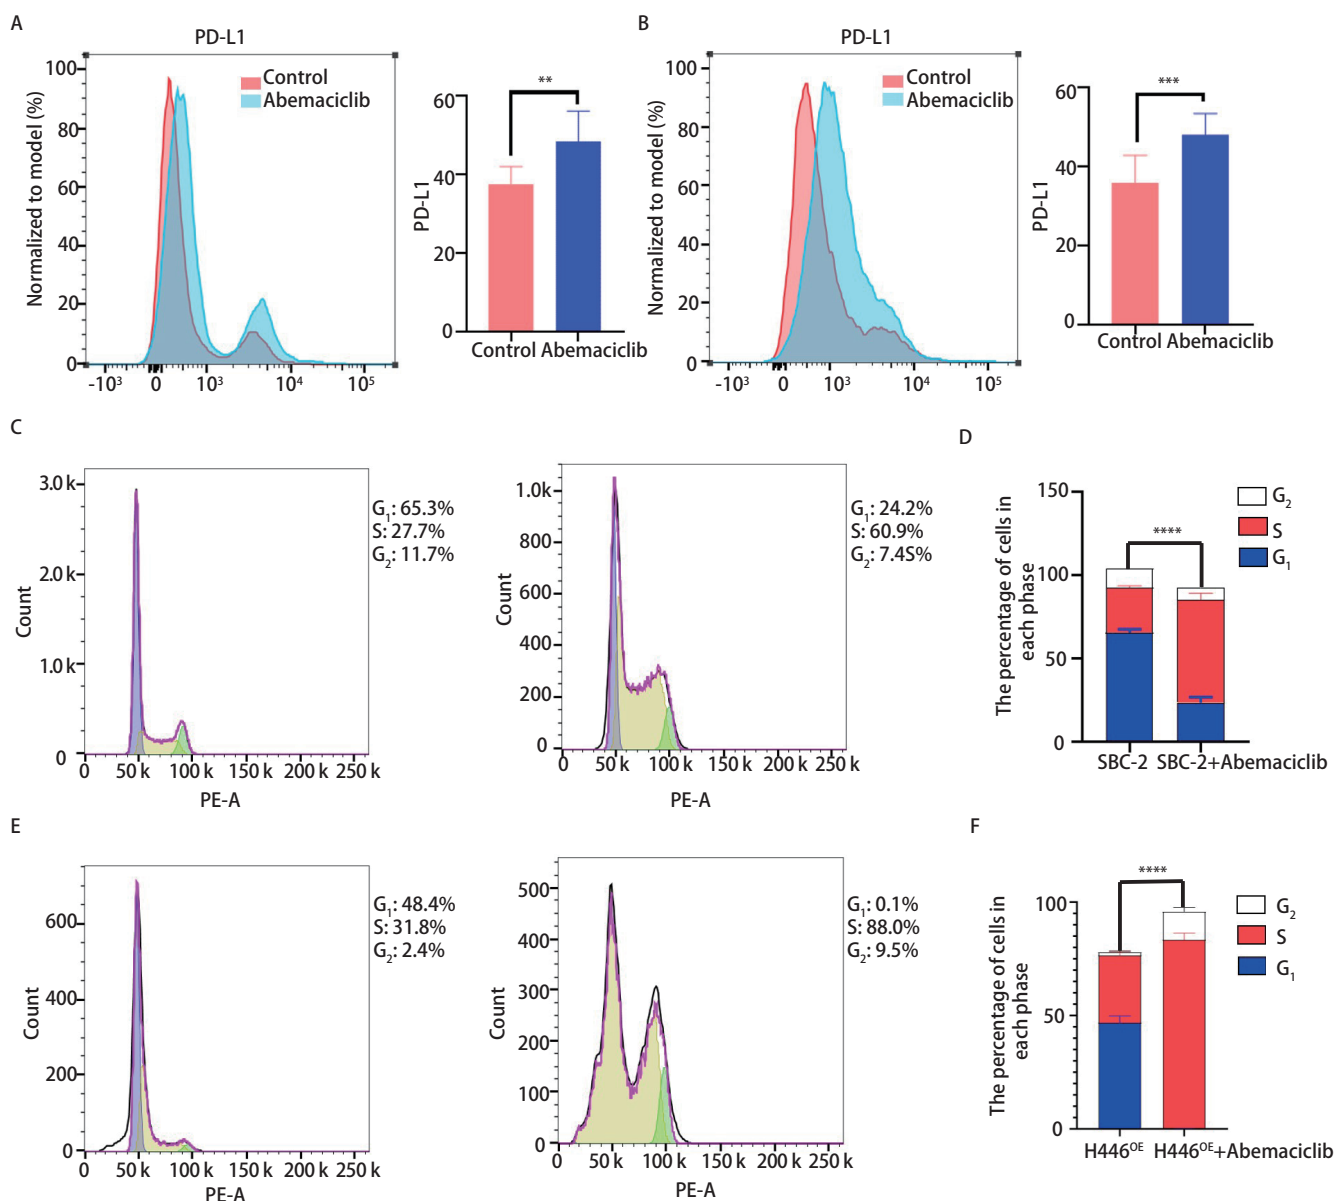 A
PD-L1
Control
Abemaciclib
Normalized to model (%)
100
80
60
40
20
0
-10³ 0 10³ 10⁴ 10⁵
**
PD-L1
60
40
20
0
Control Abemaciclib
B
PD-L1
Control
Abemaciclib
Normalized to model (%)
100
80
60
40
20
0
-10³ 0 10³ 10⁴ 10⁵
***
PD-L1
60
40
20
0
Control Abemaciclib
C
Count
3.0 k
2.0 k
1.0 k
0
0 50 k 100 k 150 k 200 k 250 k
PE-A
G₁: 65.3%
S: 27.7%
G₂: 11.7%
Count
1.0k
800
600
400
200
0
0 50 k 100 k 150 k 200 k 250 k
PE-A
G₁: 24.2%
S: 60.9%
G₂: 7.4S%
D
The percentage of cells in
each phase
150
100
50
0
****
G₂
S
G₁
SBC-2 SBC-2+Abemaciclib
E
Count
600
400
200
0
0 50 k 100 k 150 k 200 k 250 k
PE-A
G₁: 48.4%
S: 31.8%
G₂: 2.4%
Count
500
400
300
200
100
0
0 50 k 100 k 150 k 200 k 250 k
PE-A
G₁: 0.1%
S: 88.0%
G₂: 9.5%
F
The percentage of cells in
each phase
100
50
0
****
G₂
S
G₁
H446ᴼᴱ H446ᴼᴱ+Abemaciclib